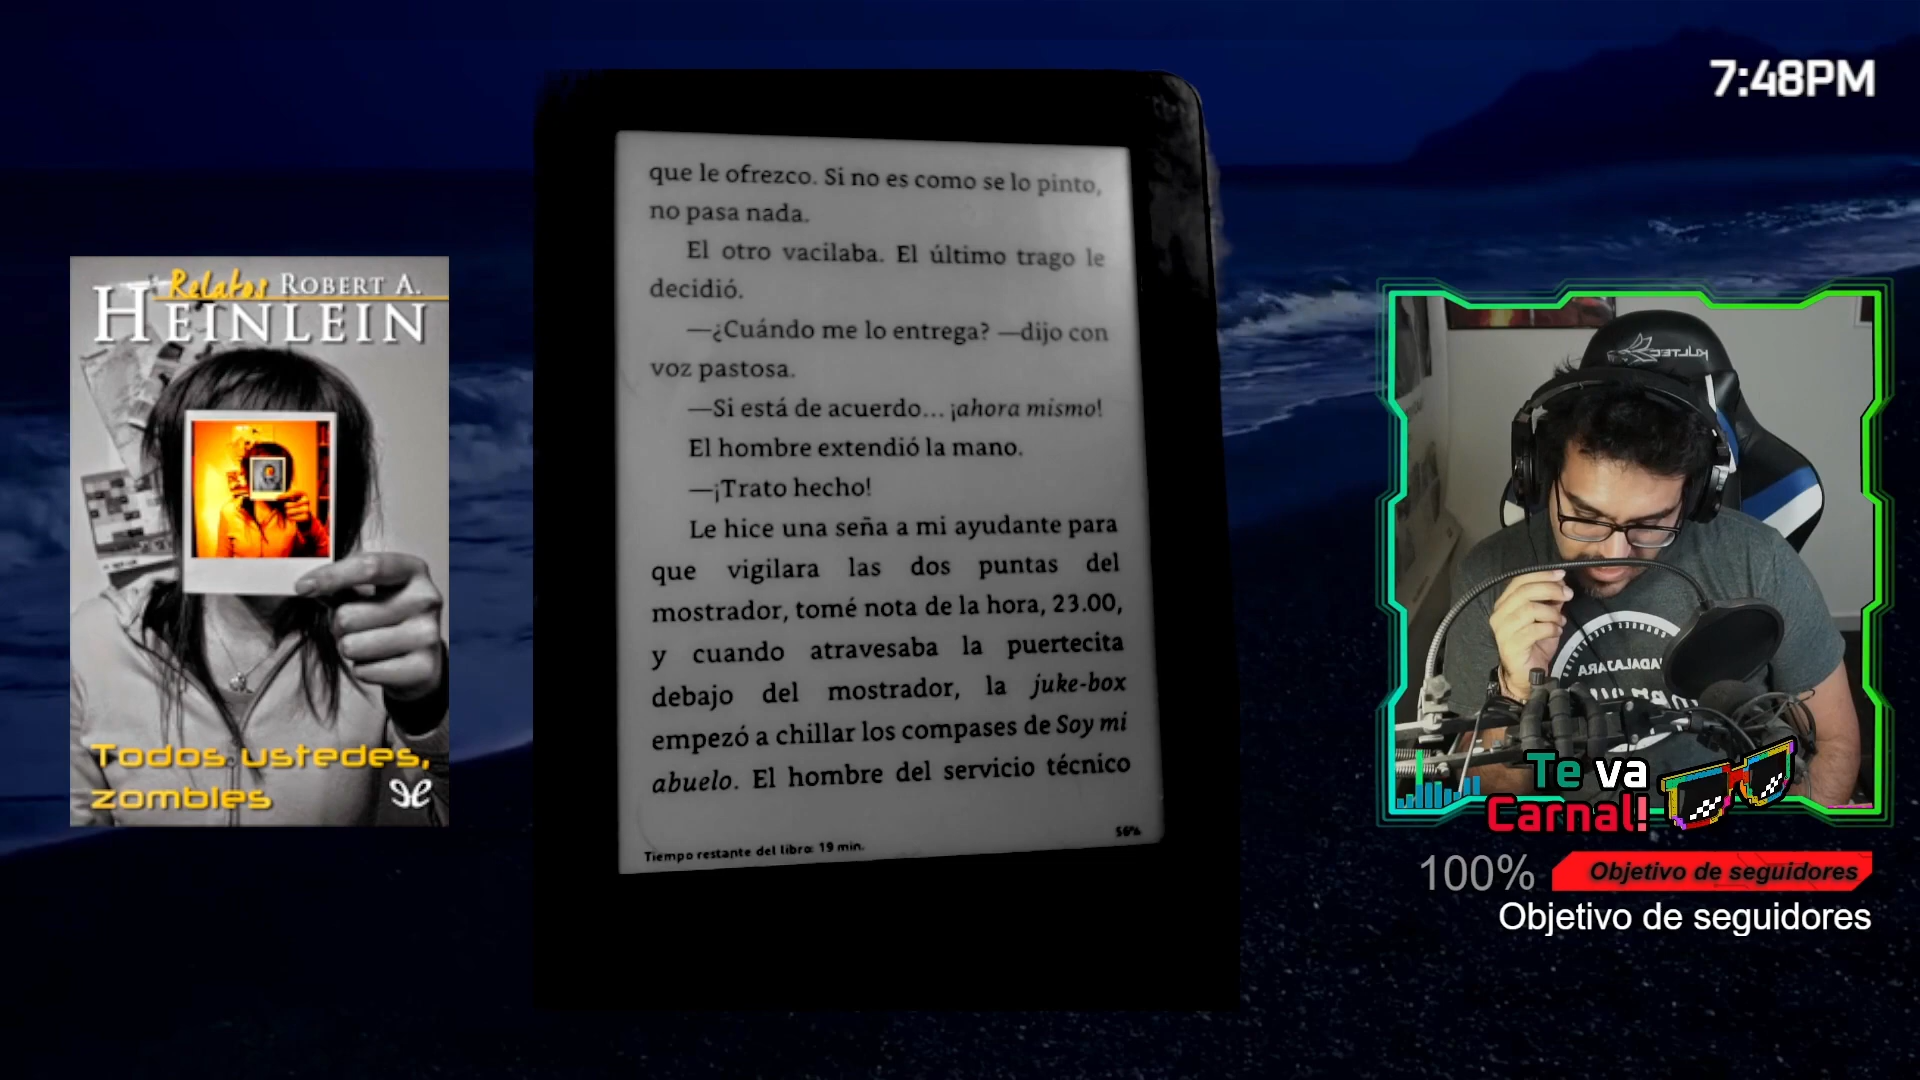 7:48PM
Relatos ROBERT A.
HEINLEIN
Todos ustedes,
zombies
que le ofrezco. Si no es como se lo pinto,
no pasa nada.
El otro vacilaba. El último trago le
decidió.
—¿Cuándo me lo entrega? —dijo con
voz pastosa.
—Si está de acuerdo... ¡ahora mismo!
El hombre extendió la mano.
—¡Trato hecho!
Le hice una seña a mi ayudante para
que vigilara las dos puntas del
mostrador, tomé nota de la hora, 23.00,
y cuando atravesaba la puertecita
debajo del mostrador, la juke-box
empezó a chillar los compases de Soy mi
abuelo. El hombre del servicio técnico
Tiempo restante del libro: 19 min.
56%
Te va
Carnal!
100%
Objetivo de seguidores
Objetivo de seguidores